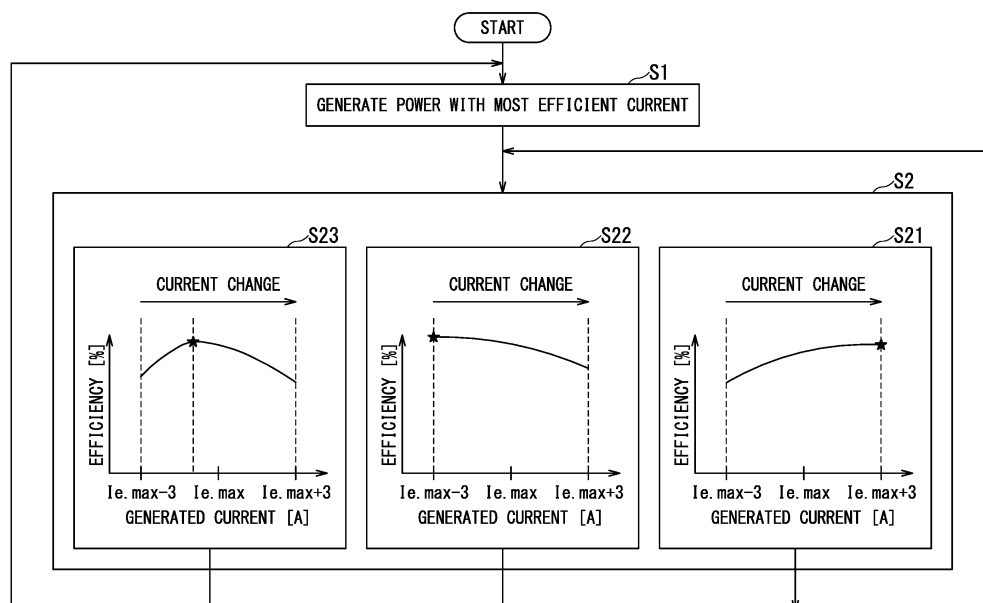 START
S1
GENERATE POWER WITH MOST EFFICIENT CURRENT
S2
S23
CURRENT CHANGE
EFFICIENCY [%]
Ie.max-3 Ie.max Ie.max+3
GENERATED CURRENT [A]
S22
CURRENT CHANGE
EFFICIENCY [%]
Ie.max-3 Ie.max Ie.max+3
GENERATED CURRENT [A]
S21
CURRENT CHANGE
EFFICIENCY [%]
Ie.max-3 Ie.max Ie.max+3
GENERATED CURRENT [A]